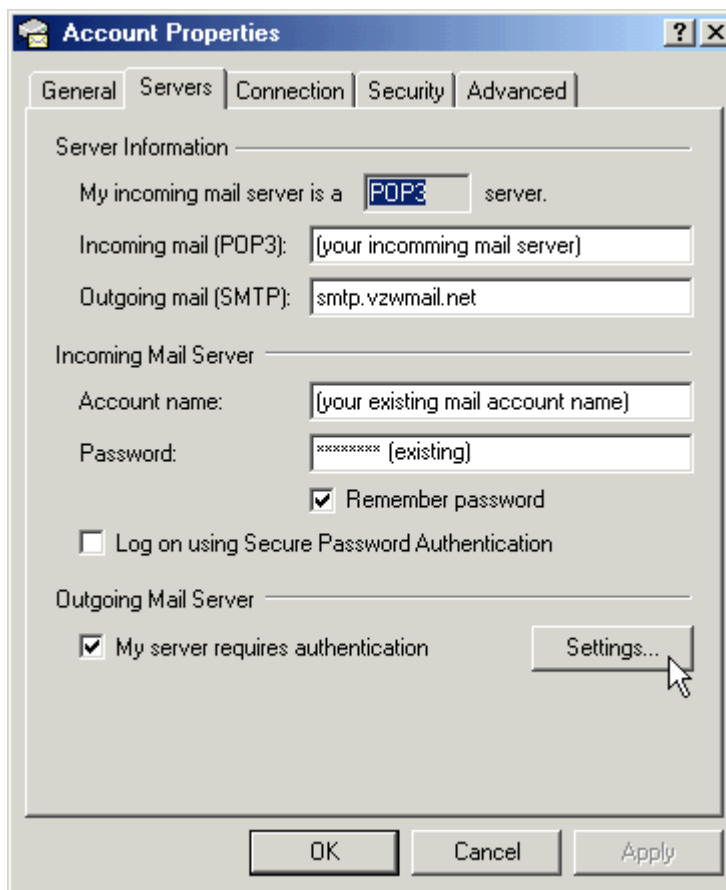 Account Properties
General Servers Connection Security Advanced
Server Information
My incoming mail server is a POP3 server.
Incoming mail (POP3): (your incomming mail server)
Outgoing mail (SMTP): smtp.vzwmail.net
Incoming Mail Server
Account name: (your existing mail account name)
Password: ******** (existing)
Remember password
Log on using Secure Password Authentication
Outgoing Mail Server
My server requires authentication Settings...
OK Cancel Apply